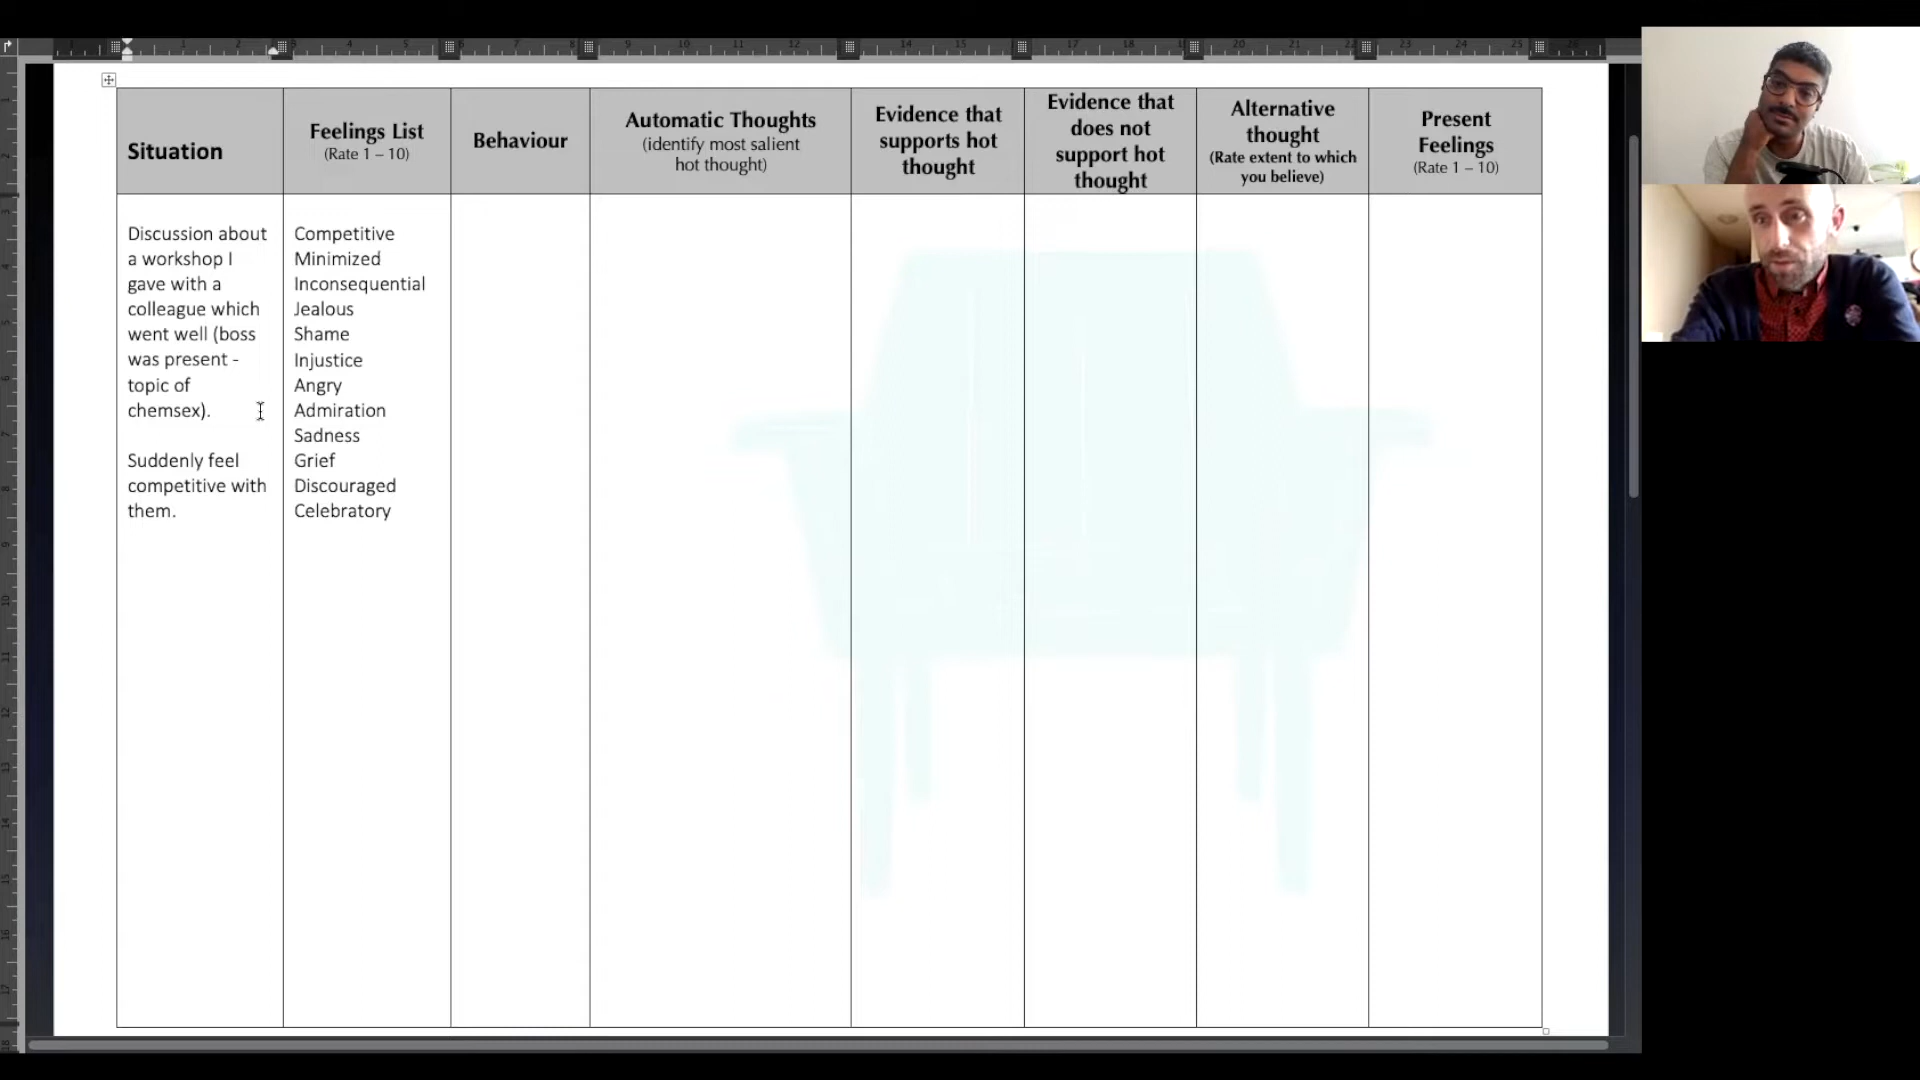 Situation
Feelings List
(Rate 1 – 10)
Behaviour
Automatic Thoughts
(identify most salient
hot thought)
Evidence that
supports hot
thought
Evidence that
does not
support hot
thought
Alternative
thought
(Rate extent to which
you believe)
Present
Feelings
(Rate 1 – 10)
Discussion about
a workshop I
gave with a
colleague which
went well (boss
was present -
topic of
chemsex).
Suddenly feel
competitive with
them.
Competitive
Minimized
Inconsequential
Jealous
Shame
Injustice
Angry
Admiration
Sadness
Grief
Discouraged
Celebratory